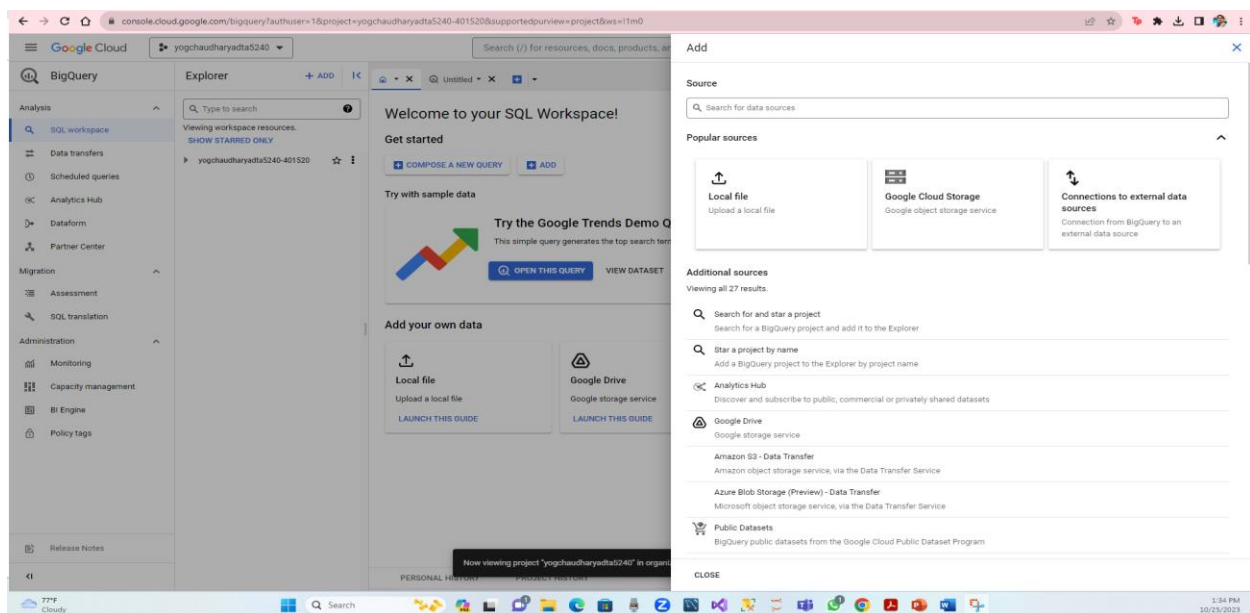 console.cloud.google.com/bigquery?authuser=1&project=yogchaudharyadta5240-401520&supportedpurview=project&ws=!1m0
Google Cloud
yogchaudharyadta5240
Search (/) for resources, docs, products, ar
BigQuery
Analysis
SQL workspace
Data transfers
Scheduled queries
Analytics Hub
Dataform
Partner Center
Migration
Assessment
SQL translation
Administration
Monitoring
Capacity management
BI Engine
Policy tags
Release Notes
Explorer
+ ADD
Type to search
Viewing workspace resources.
SHOW STARRED ONLY
yogchaudharyadta5240-401520
Untitled
Welcome to your SQL Workspace!
Get started
COMPOSE A NEW QUERY
ADD
Try with sample data
Try the Google Trends Demo Q
This simple query generates the top search term
OPEN THIS QUERY
VIEW DATASET
Add your own data
Local file
Upload a local file
LAUNCH THIS GUIDE
Google Drive
Google storage service
LAUNCH THIS GUIDE
Now viewing project "yogchaudharyadta5240" in organiz
PERSONAL HISTORY
PROJECT HISTORY
Add
Source
Search for data sources
Popular sources
Local file
Upload a local file
Google Cloud Storage
Google object storage service
Connections to external data
sources
Connection from BigQuery to an
external data source
Additional sources
Viewing all 27 results.
Search for and star a project
Search for a BigQuery project and add it to the Explorer
Star a project by name
Add a BigQuery project to the Explorer by project name
Analytics Hub
Discover and subscribe to public, commercial or privately shared datasets
Google Drive
Google storage service
Amazon S3 - Data Transfer
Amazon object storage service, via the Data Transfer Service
Azure Blob Storage (Preview) - Data Transfer
Microsoft object storage service, via the Data Transfer Service
Public Datasets
BigQuery public datasets from the Google Cloud Public Dataset Program
CLOSE
77°F
Cloudy
Search
1:34 PM